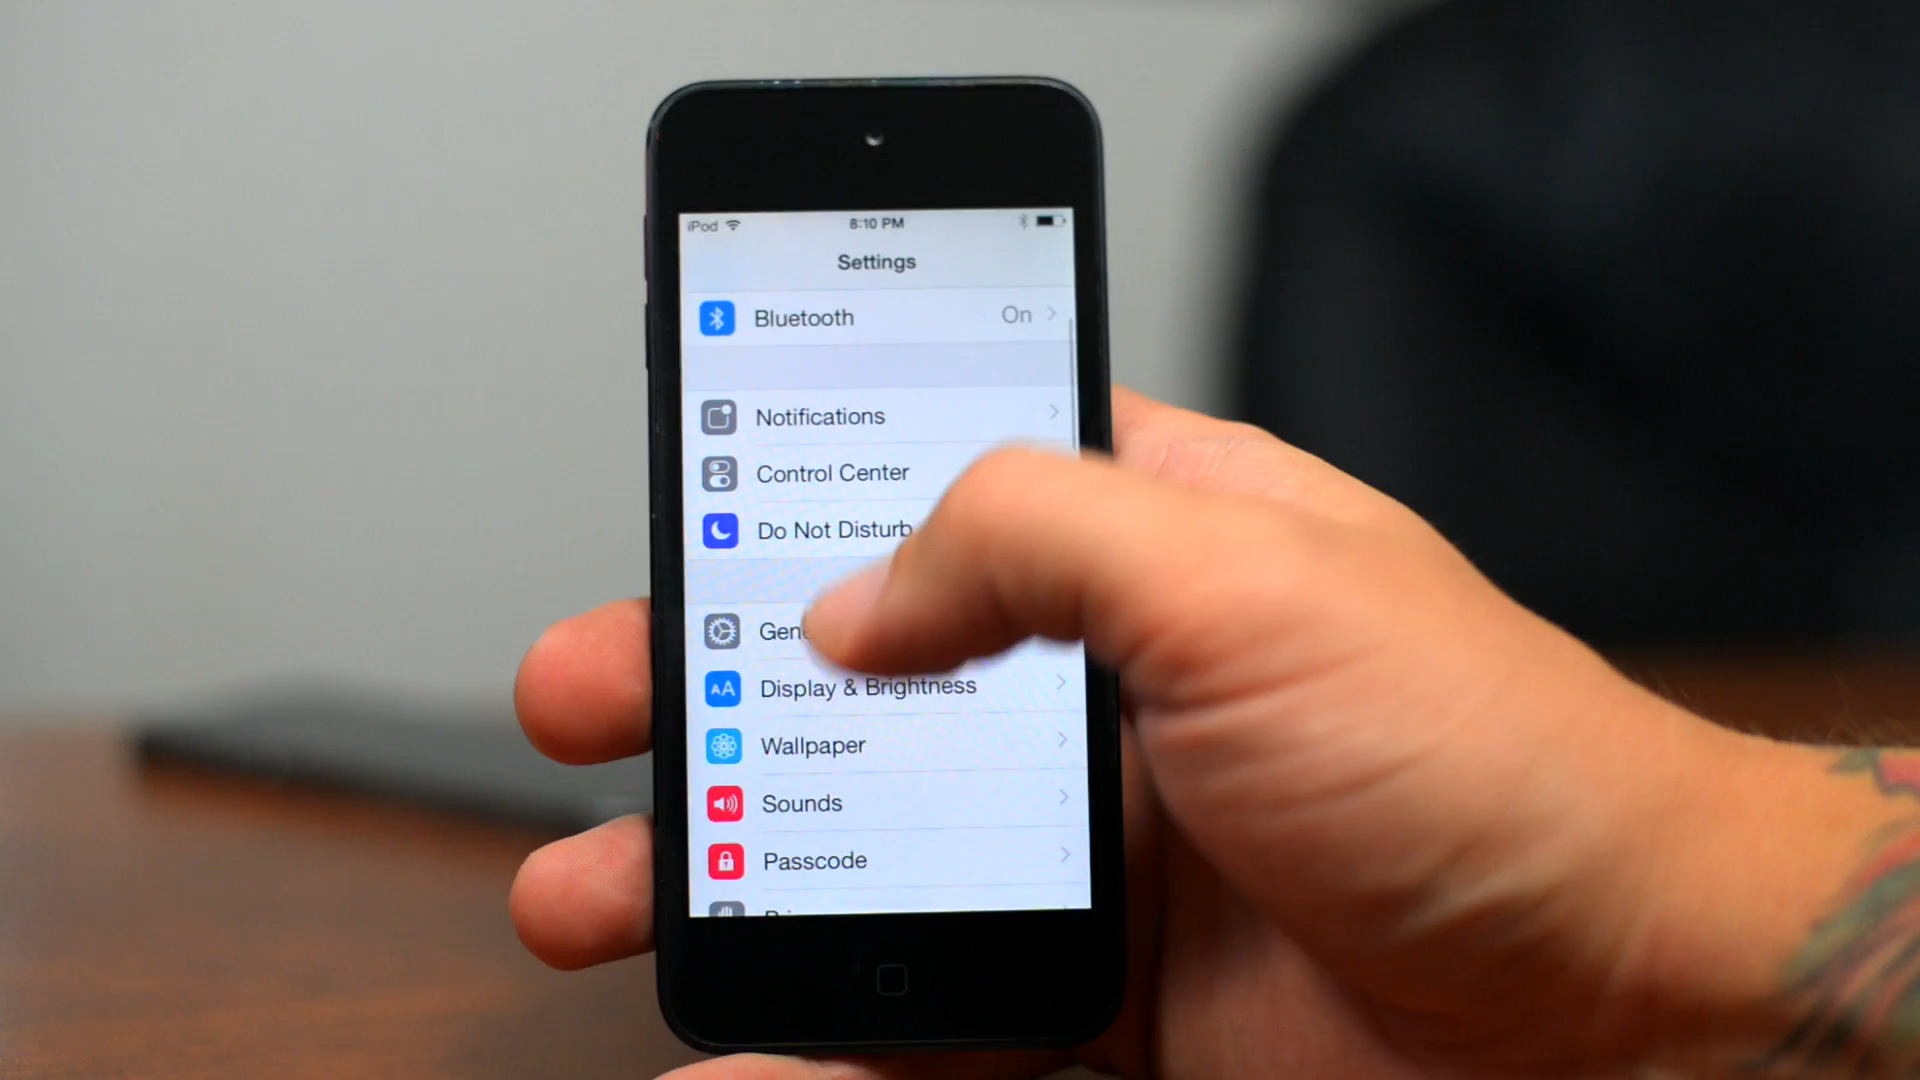 iPod 8:10 PM
Settings
Bluetooth On
Notifications
Control Center
Do Not Disturb
Gen
AA Display & Brightness
Wallpaper
Sounds
Passcode